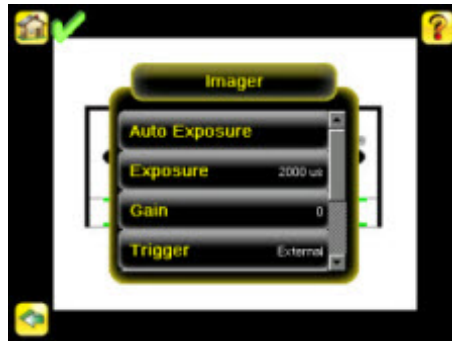 Imager
Auto Exposure
Exposure 2000 us
Gain 0
Trigger External